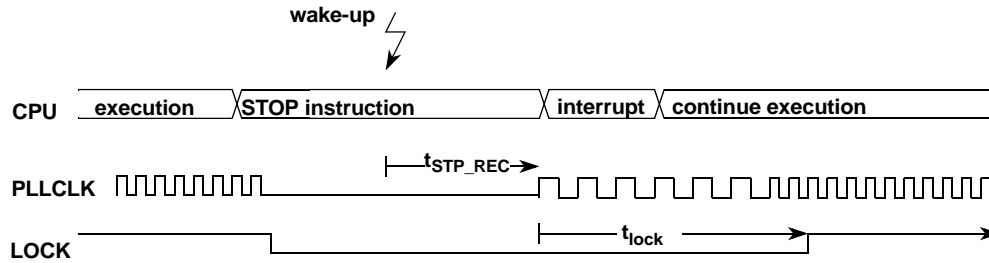 wake-up
CPU execution STOP instruction interrupt continue execution
tSTP_REC
PLLCLK
tlock
LOCK